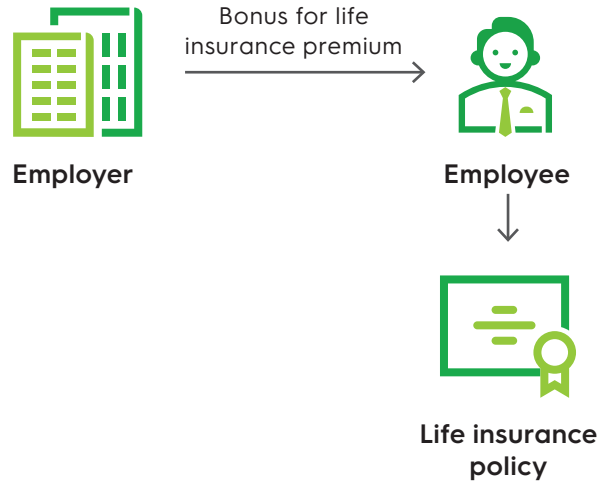 Bonus for life
insurance premium
Employer
Employee
Life insurance
policy